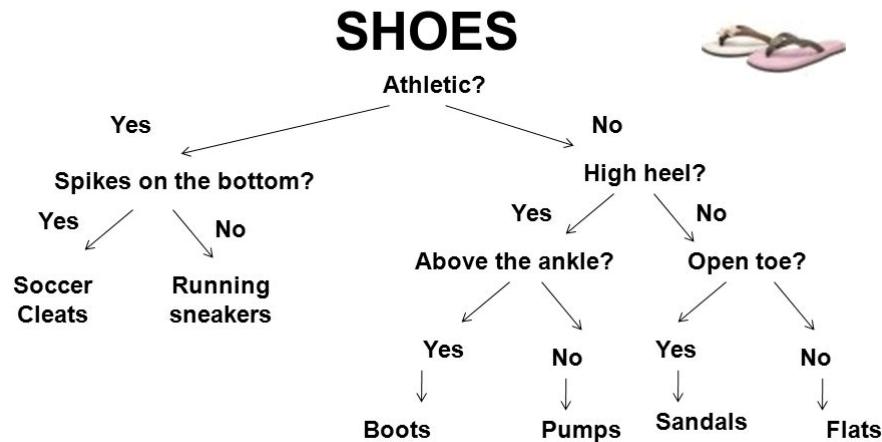 SHOES
Athletic?
Yes
No
Spikes on the bottom?
High heel?
Yes
No
Yes
No
Soccer
Cleats
Running
sneakers
Above the ankle?
Open toe?
Yes
No
Yes
No
Boots
Pumps
Sandals
Flats